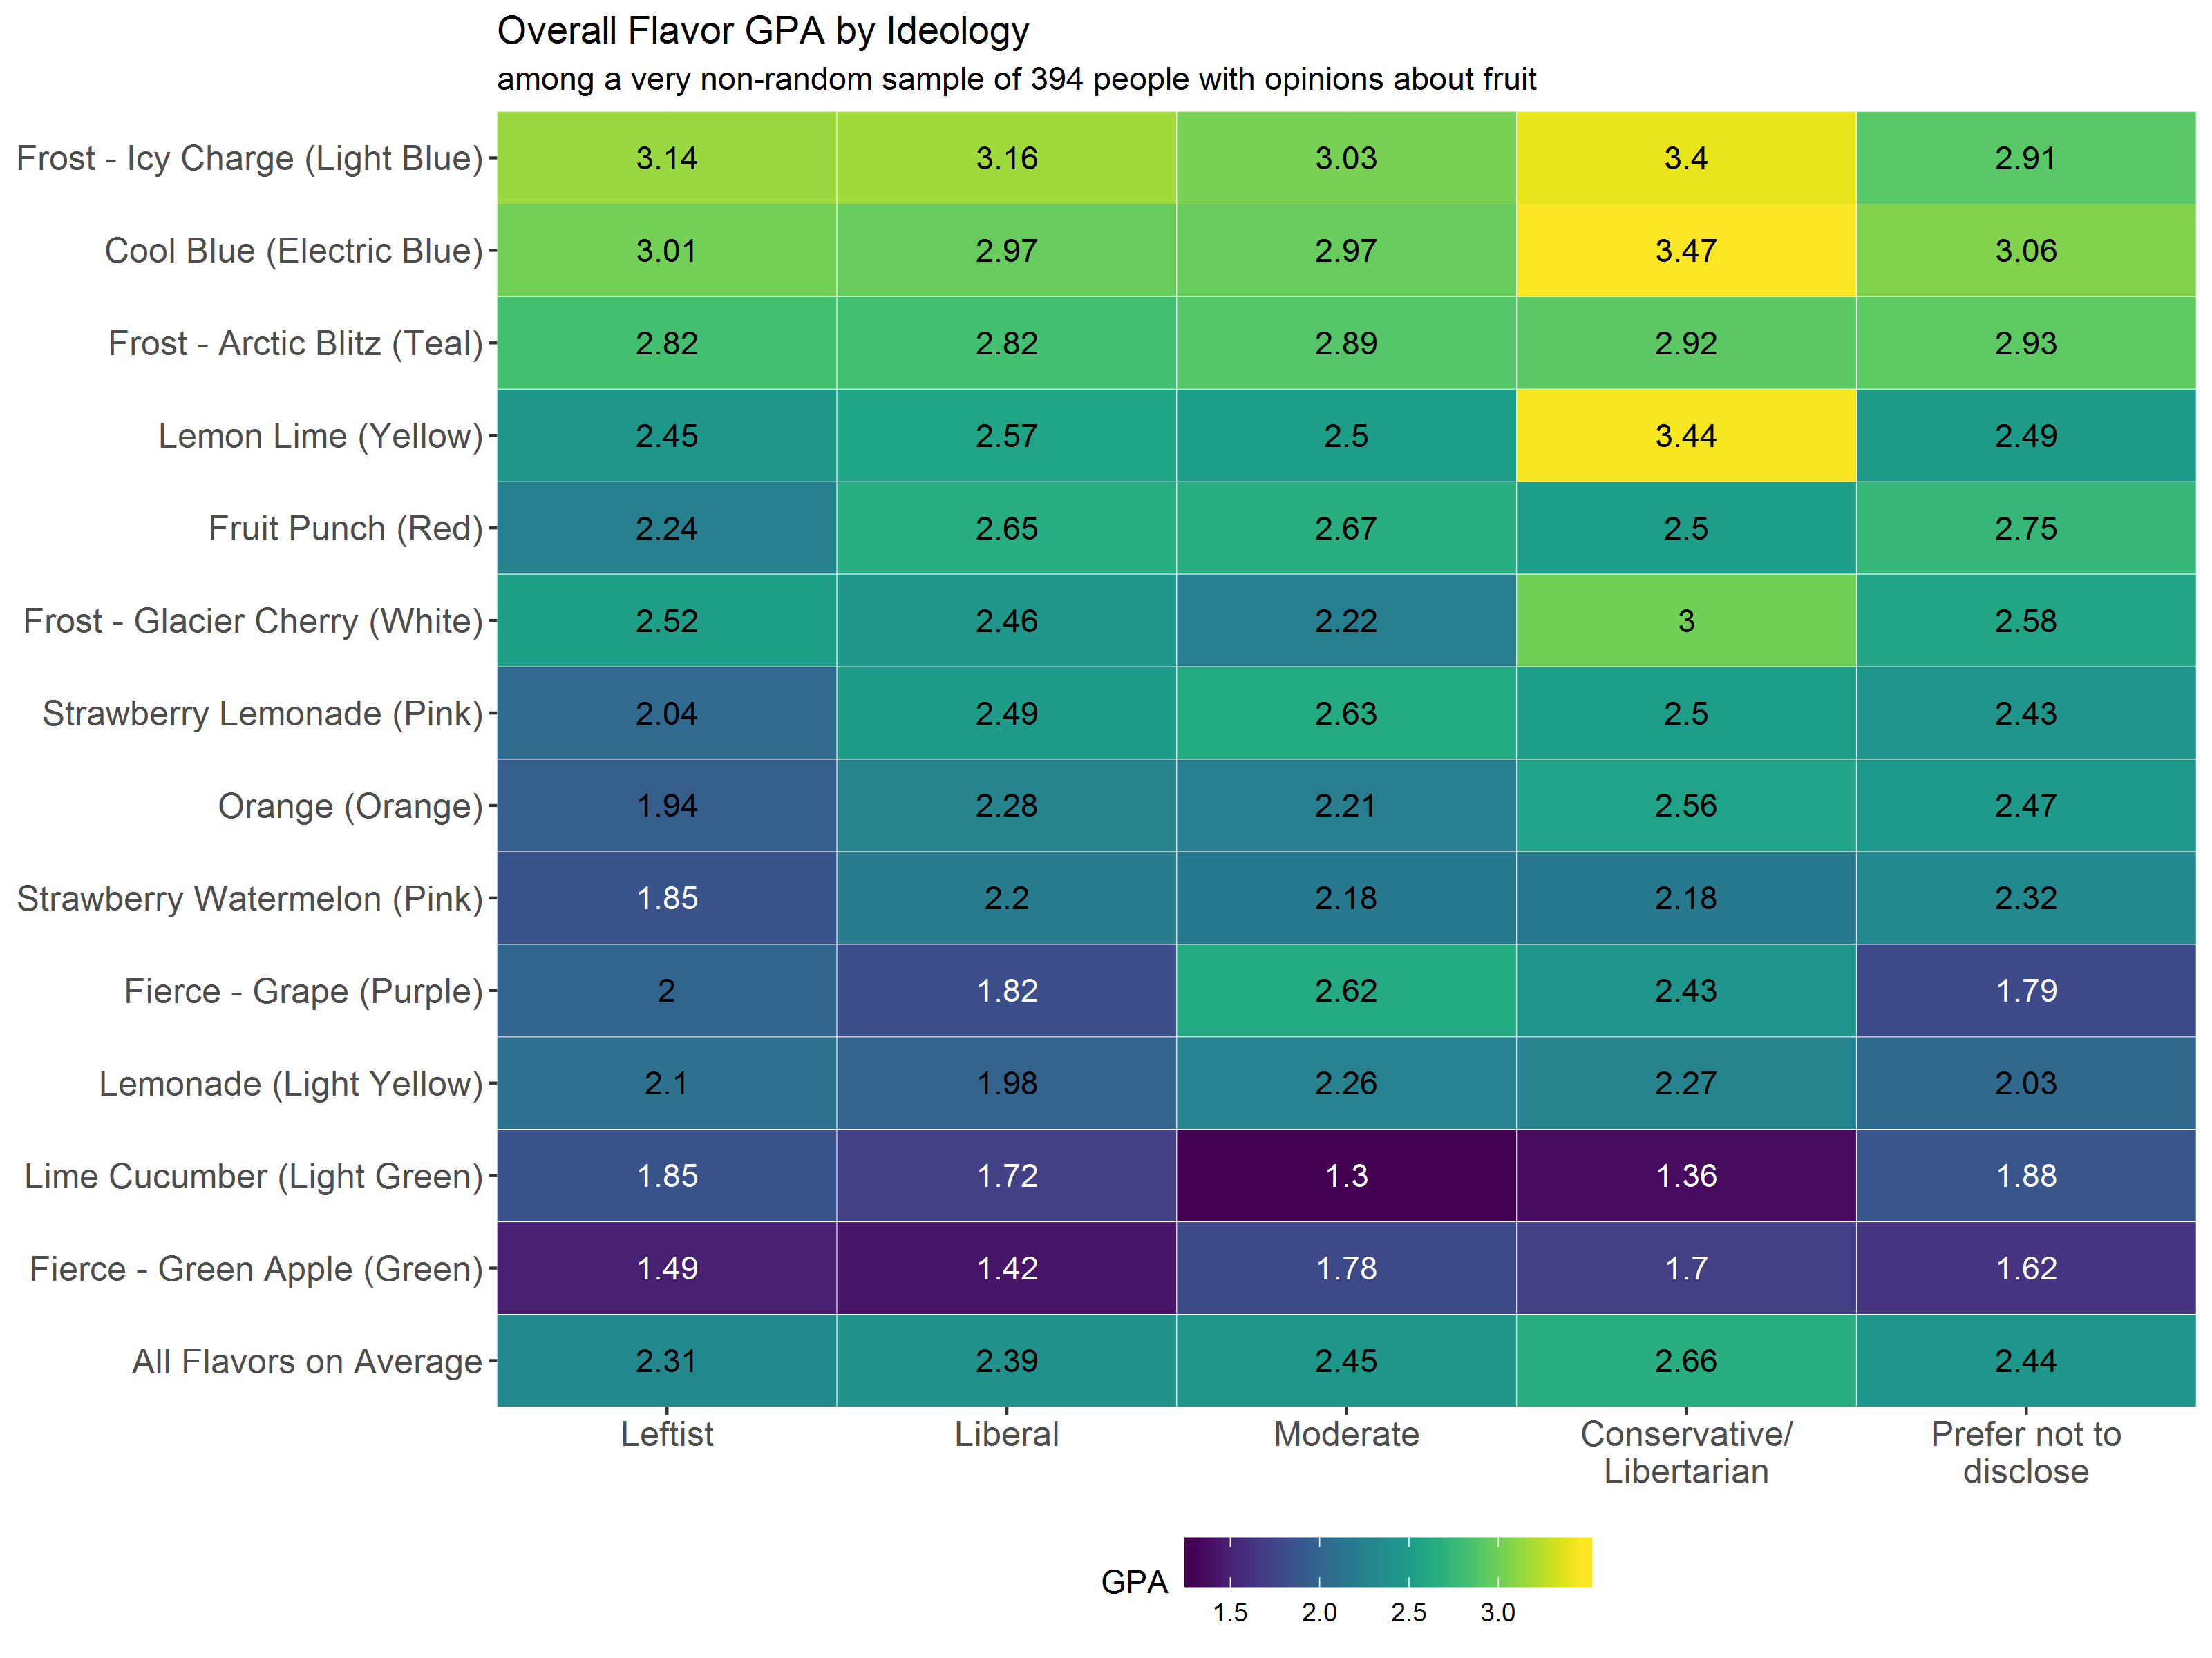 Overall Flavor GPA by Ideology
among a very non-random sample of 394 people with opinions about fruit
Frost - Icy Charge (Light Blue) 3.14 3.16 3.03 3.4 2.91
Cool Blue (Electric Blue) 3.01 2.97 2.97 3.47 3.06
Frost - Arctic Blitz (Teal) 2.82 2.82 2.89 2.92 2.93
Lemon Lime (Yellow) 2.45 2.57 2.5 3.44 2.49
Fruit Punch (Red) 2.24 2.65 2.67 2.5 2.75
Frost - Glacier Cherry (White) 2.52 2.46 2.22 3 2.58
Strawberry Lemonade (Pink) 2.04 2.49 2.63 2.5 2.43
Orange (Orange) 1.94 2.28 2.21 2.56 2.47
Strawberry Watermelon (Pink) 1.85 2.2 2.18 2.18 2.32
Fierce - Grape (Purple) 2 1.82 2.62 2.43 1.79
Lemonade (Light Yellow) 2.1 1.98 2.26 2.27 2.03
Lime Cucumber (Light Green) 1.85 1.72 1.3 1.36 1.88
Fierce - Green Apple (Green) 1.49 1.42 1.78 1.7 1.62
All Flavors on Average 2.31 2.39 2.45 2.66 2.44
Leftist Liberal Moderate Conservative/ Prefer not to
Libertarian disclose
GPA
1.5 2.0 2.5 3.0